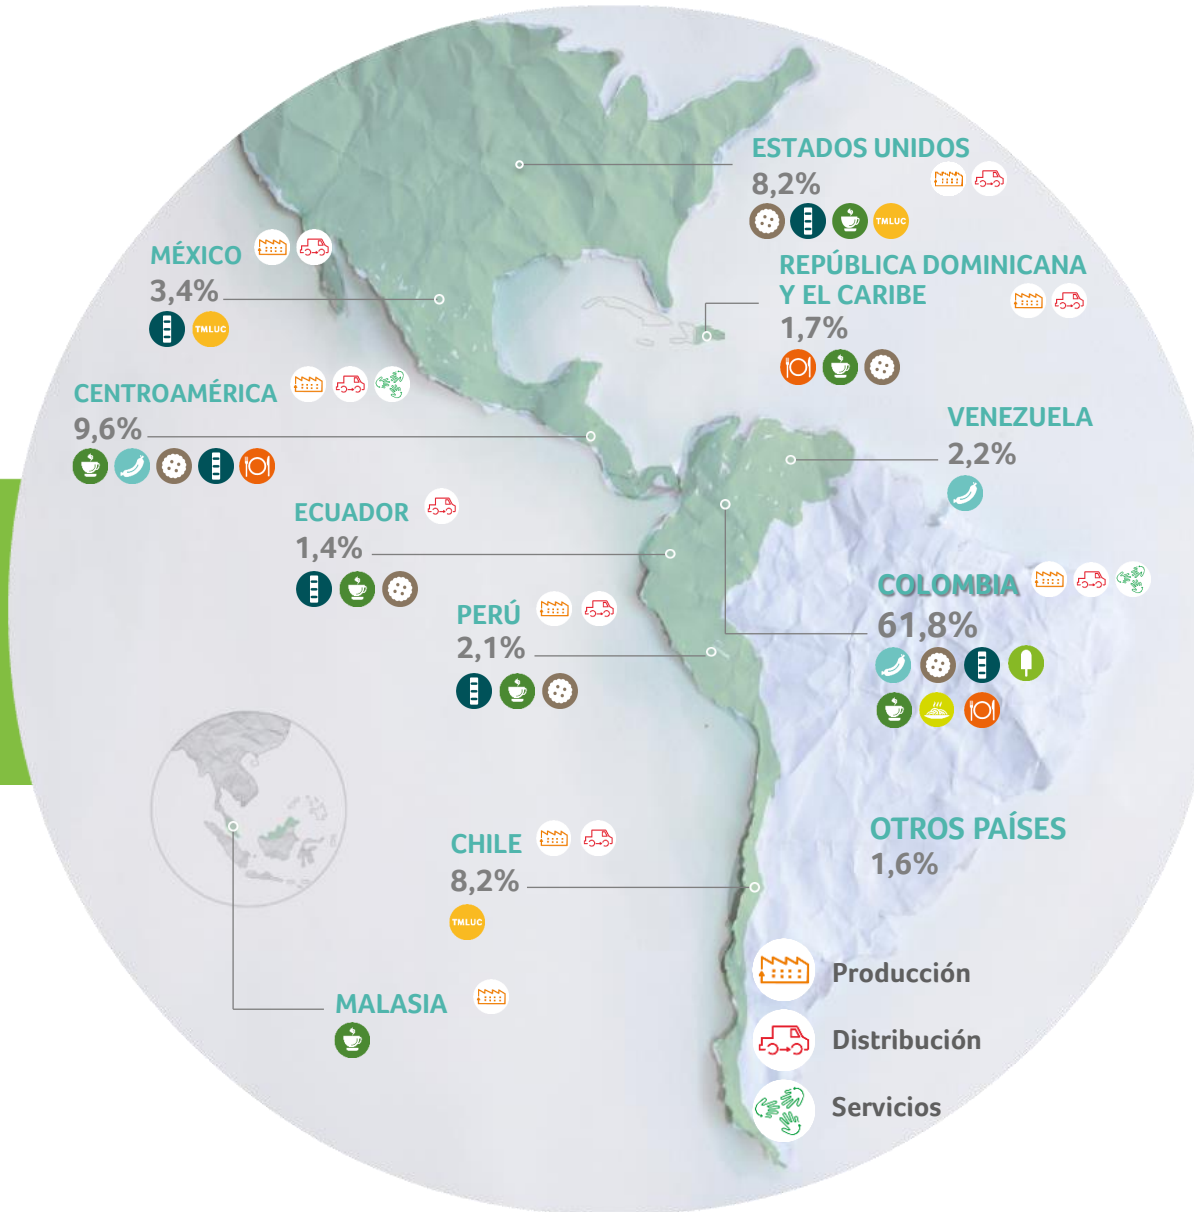 ESTADOS UNIDOS
8,2%
TMLUC
MÉXICO
3,4%
TMLUC
REPÚBLICA DOMINICANA
Y EL CARIBE
1,7%
CENTROAMÉRICA
9,6%
VENEZUELA
2,2%
ECUADOR
1,4%
COLOMBIA
61,8%
PERÚ
2,1%
CHILE
8,2%
TMLUC
OTROS PAÍSES
1,6%
MALASIA
Producción
Distribución
Servicios